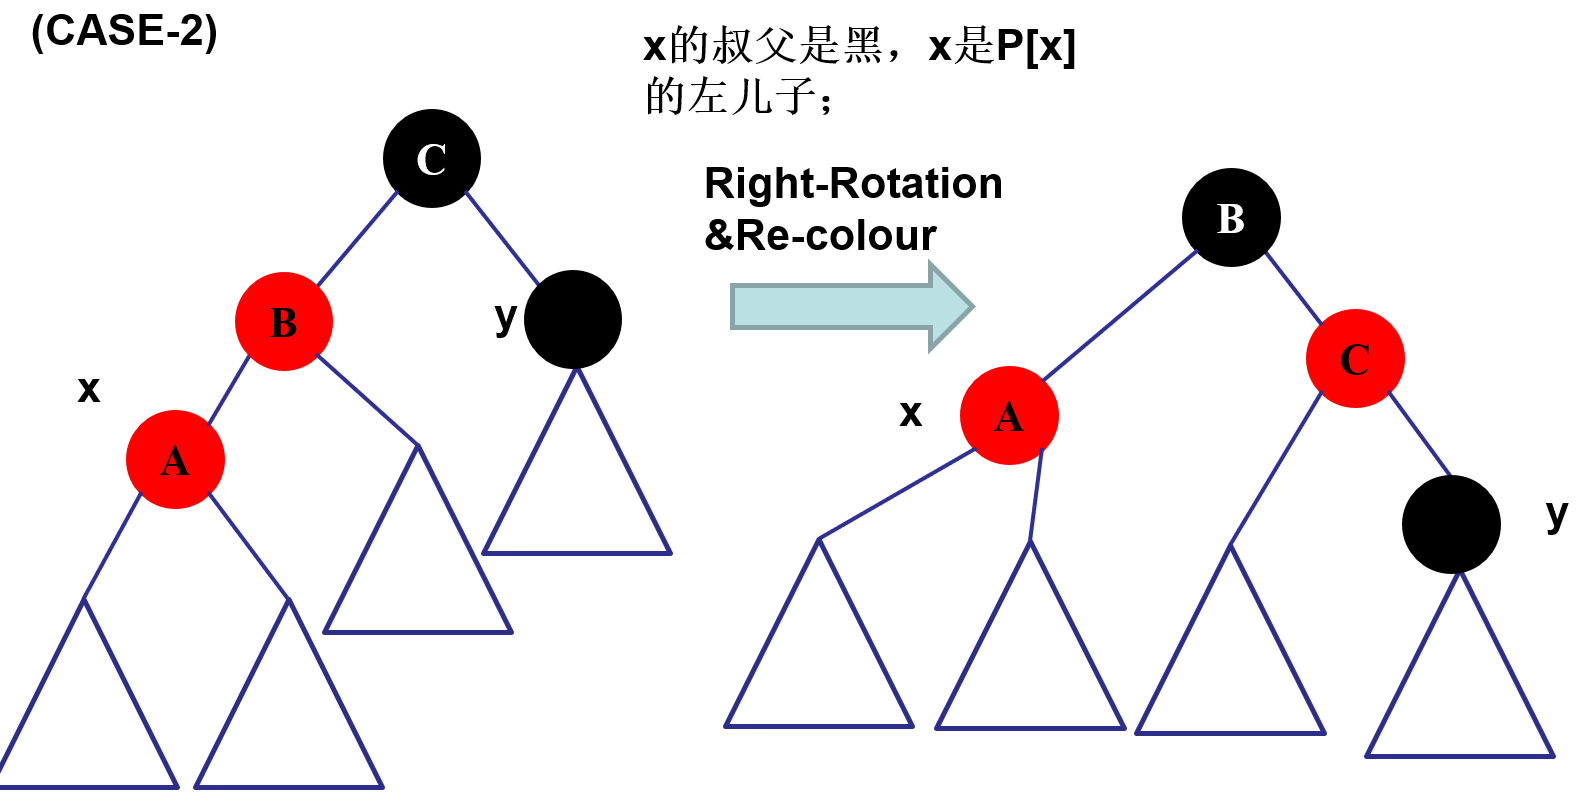 (CASE-2)
x的叔父是黑，x是P[x]
的左儿子；
Right-Rotation
&Re-colour
C
B
y
x
A
B
C
x
A
y